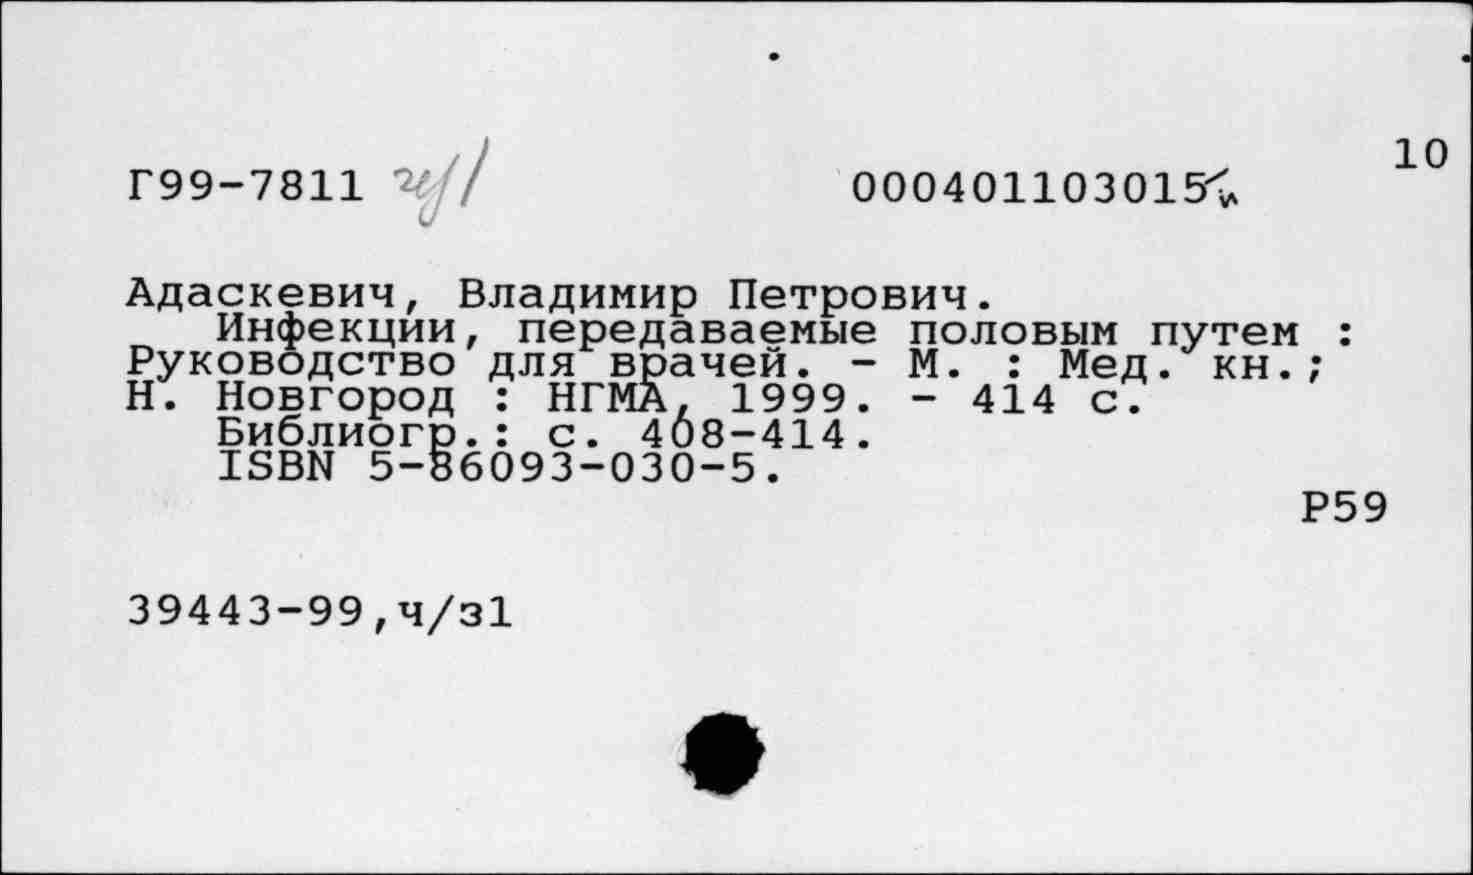 10
Г99-7811 000401103015
Адаскевич, Владимир Петрович.
Инфекции, передаваемые половым путем :
Руководство для врачей. - М. : Мед. кн.;
Н. Новгород : НГМА, 1999. - 414 с.
Библиогр.: с. 408-414.
ISBN 5-86093-030-5.
Р59
39443-99,ч/з1